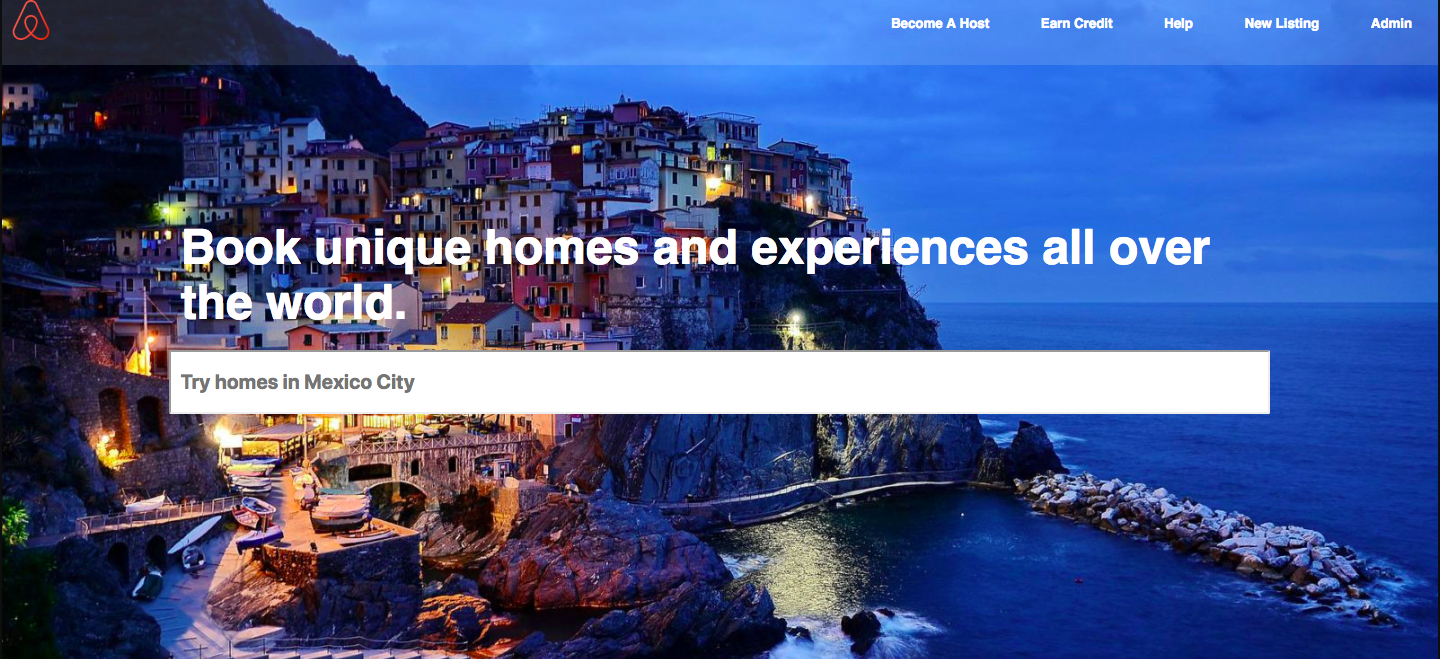 Become A Host
Earn Credit
Help
New Listing
Admin
Book unique homes and experiences all over
the world.
Try homes in Mexico City